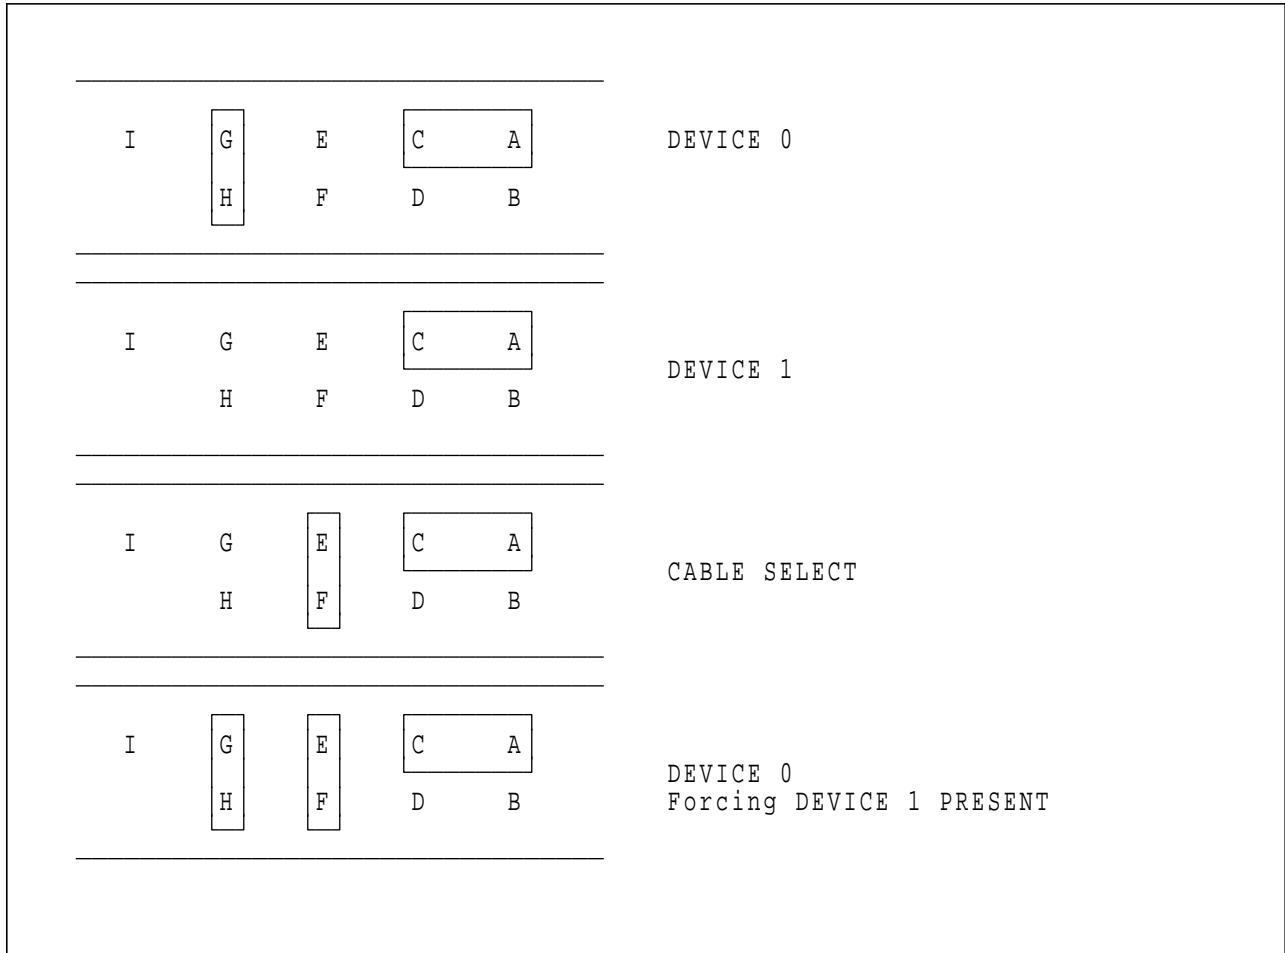 I G E C A DEVICE 0
H F D B
I G E C A
DEVICE 1
H F D B
I G E C A
CABLE SELECT
H F D B
I G E C A
DEVICE 0
H F D B Forcing DEVICE 1 PRESENT